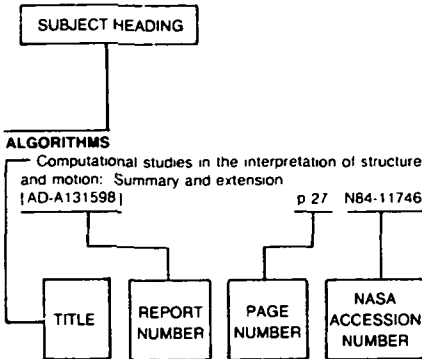 SUBJECT HEADING
ALGORITHMS
Computational studies in the interpretation of structure
and motion: Summary and extension
[AD-A131598] p 27 N84-11746
TITLE
REPORT
NUMBER
PAGE
NUMBER
NASA
ACCESSION
NUMBER